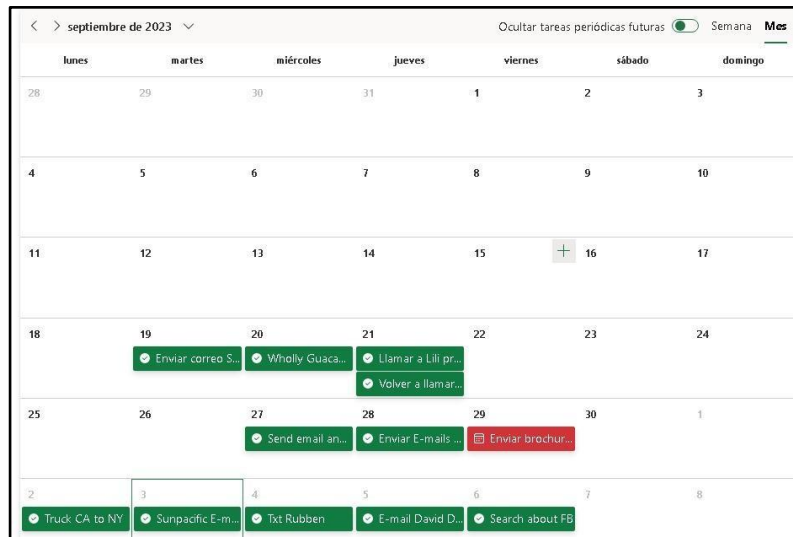 septiembre de 2023
Ocultar tareas periódicas futuras Semana Mes
lunes martes miércoles jueves viernes sábado domingo
28 29 30 31 1 2 3
4 5 6 7 8 9 10
11 12 13 14 15 16 17
18 19 20 21 22 23 24
Enviar correo S... Wholly Guaca... Llamar a Lili pr...
Volver a llamar...
25 26 27 28 29 30 1
Send email an... Enviar E-mails ... Enviar brochur...
2 3 4 5 6 7 8
Truck CA to NY Sunpacific E-m... Txt Rubben E-mail David D... Search about FB